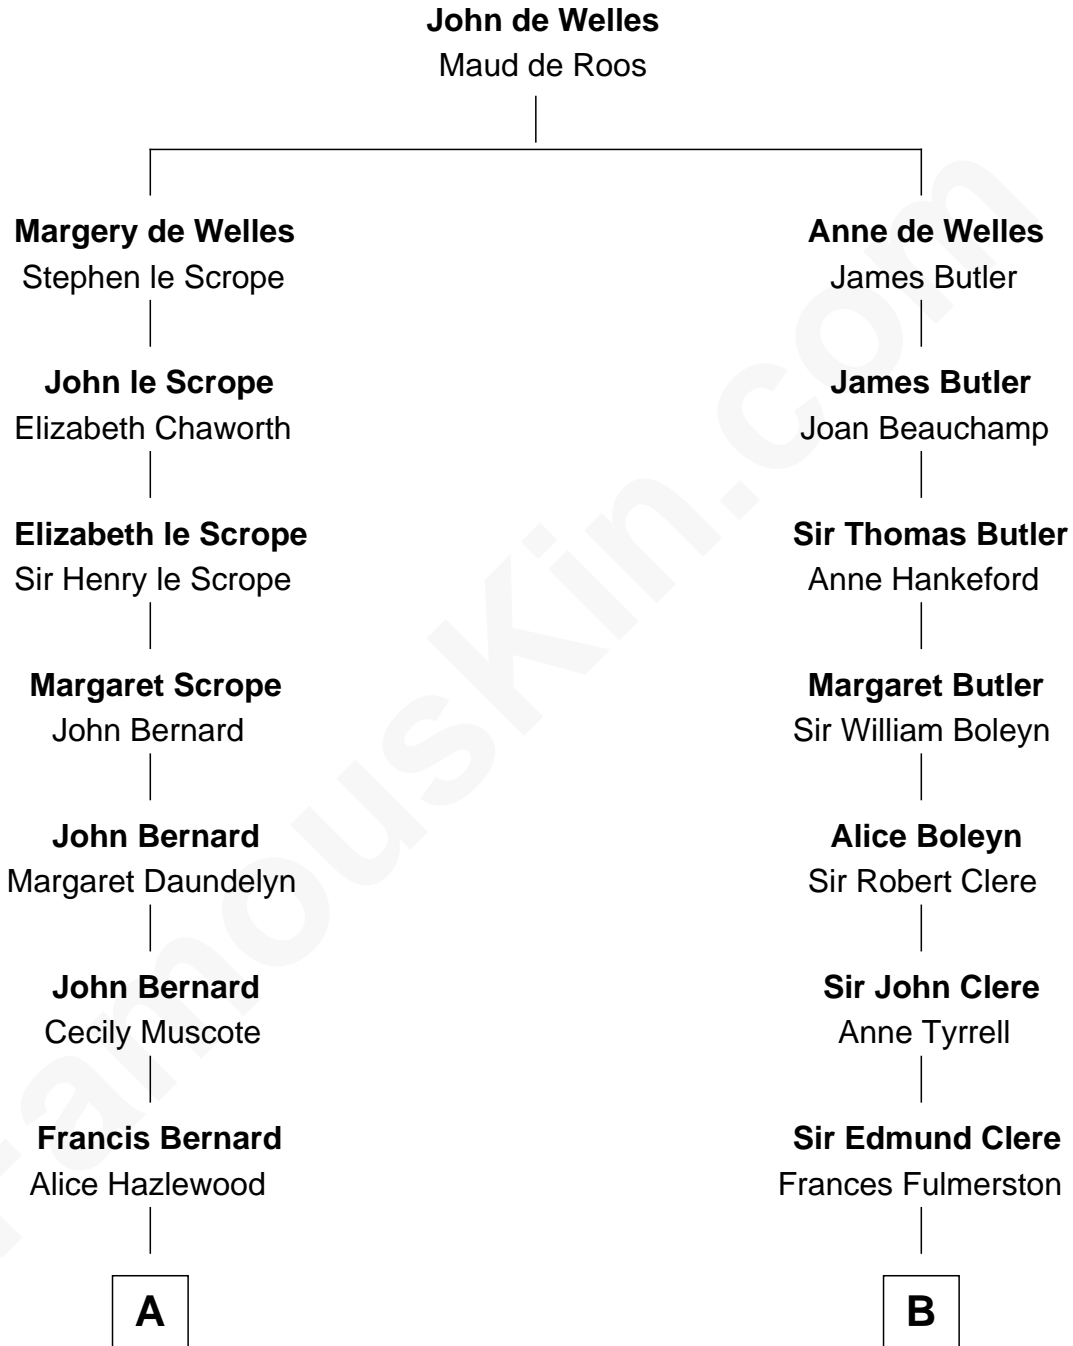 John de Welles
Maud de Roos
Margery de Welles
Stephen le Scrope
John le Scrope
Elizabeth Chaworth
Elizabeth le Scrope
Sir Henry le Scrope
Margaret Scrope
John Bernard
John Bernard
Margaret Daundelyn
John Bernard
Cecily Muscote
Francis Bernard
Alice Hazlewood
A
Anne de Welles
James Butler
James Butler
Joan Beauchamp
Sir Thomas Butler
Anne Hankeford
Margaret Butler
Sir William Boleyn
Alice Boleyn
Sir Robert Clere
Sir John Clere
Anne Tyrrell
Sir Edmund Clere
Frances Fulmerston
B
FamousKin.com